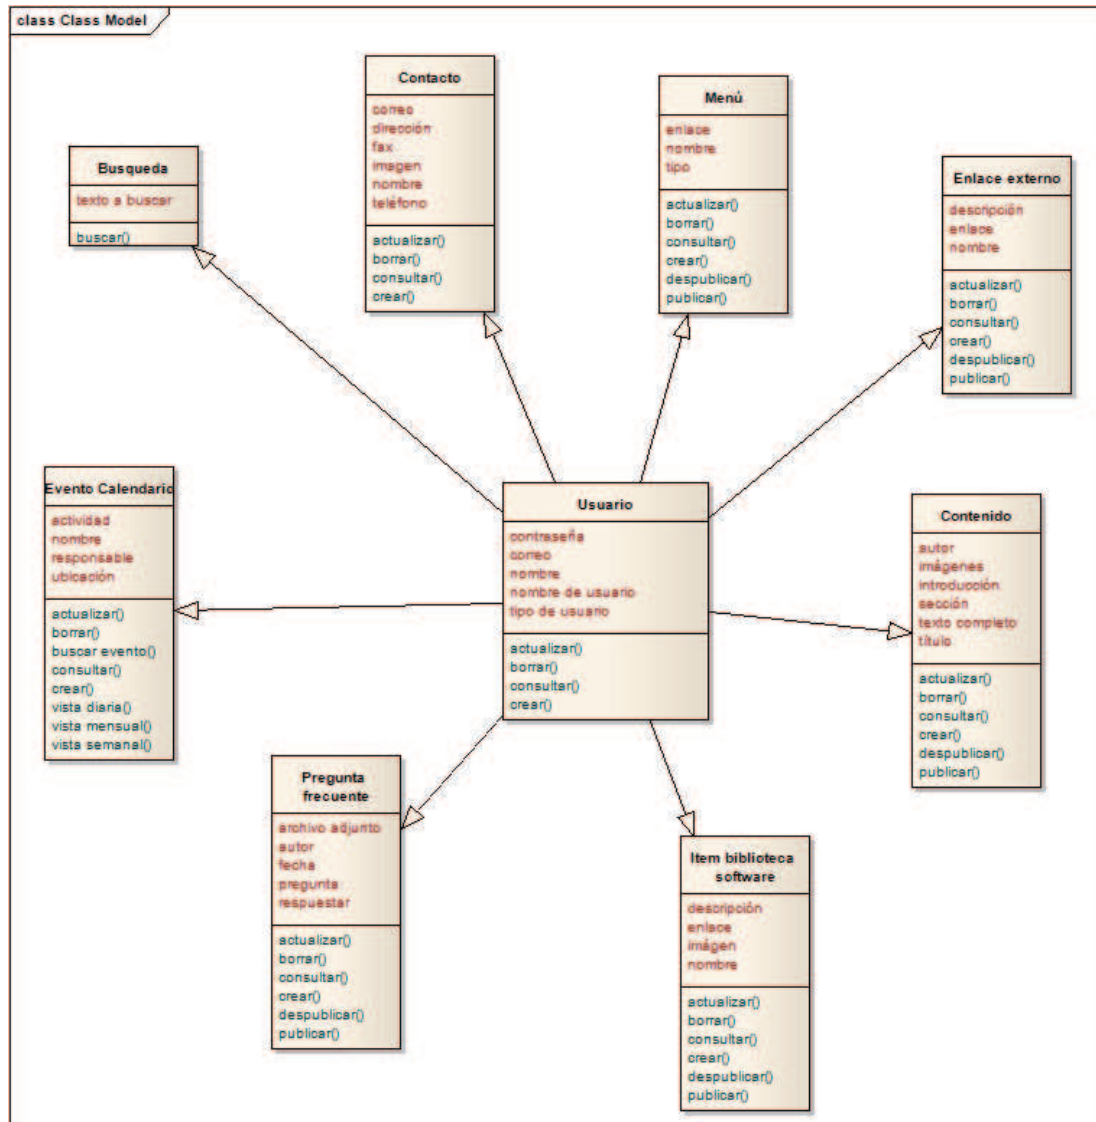 class Class Model
Contacto
correo
dirección
fax
imagen
nombre
teléfono
actualizar()
borrar()
consultar()
crear()
Menú
enlace
nombre
tipo
actualizar()
borrar()
consultar()
crear()
despublicar()
publicar()
Busqueda
texto a buscar
buscar()
Enlace externo
descripción
enlace
nombre
actualizar()
borrar()
consultar()
crear()
despublicar()
publicar()
Evento Calendario
actividad
nombre
responsable
ubicación
actualizar()
borrar()
buscar evento()
consultar()
crear()
vista diaria()
vista mensual()
vista semanal()
Usuario
contraseña
correo
nombre
nombre de usuario
tipo de usuario
actualizar()
borrar()
consultar()
crear()
Contenido
autor
imágenes
introducción
sección
texto completo
título
actualizar()
borrar()
consultar()
crear()
despublicar()
publicar()
Pregunta
frecuente
archivo adjunto
autor
fecha
pregunta
respuestar
actualizar()
borrar()
consultar()
crear()
despublicar()
publicar()
Item biblioteca
software
descripción
enlace
imágen
nombre
actualizar()
borrar()
consultar()
crear()
despublicar()
publicar()